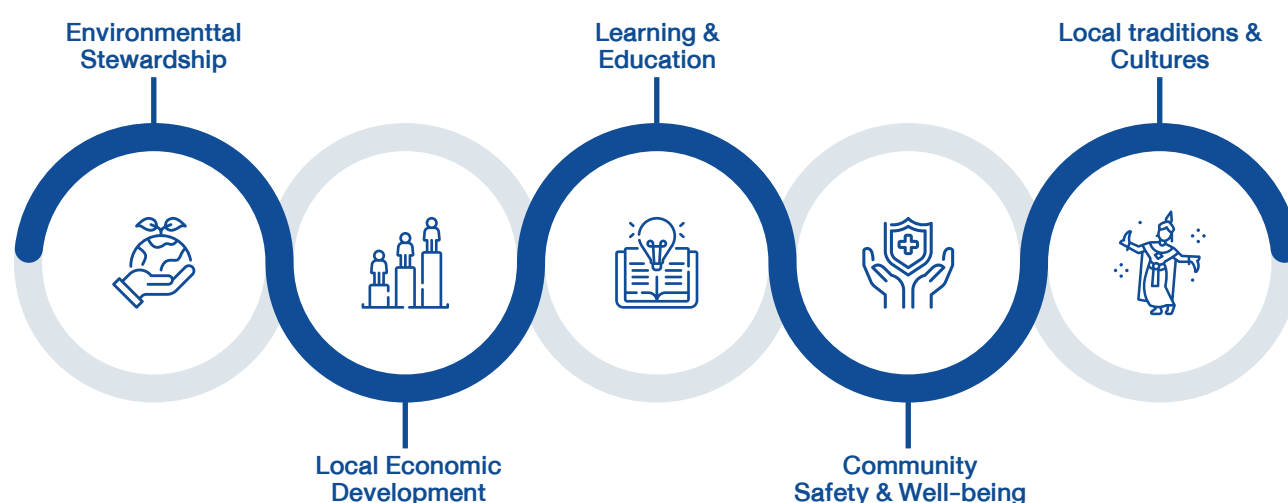 Environmenttal
Stewardship
Learning &
Education
Local traditions &
Cultures
Local Economic
Development
Community
Safety & Well-being